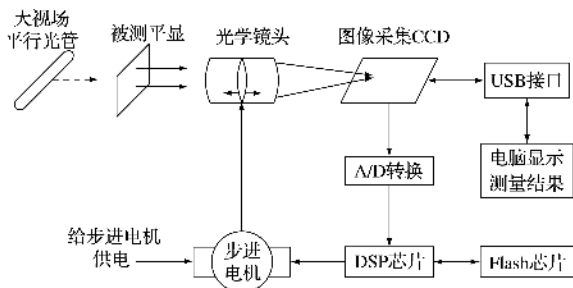 大视场
平行光管
被测平显
光学镜头
图像采集CCD
USB接口
电脑显示
测量结果
A/D转换
给步进电机
供电
步进
电机
DSP芯片
Flash芯片